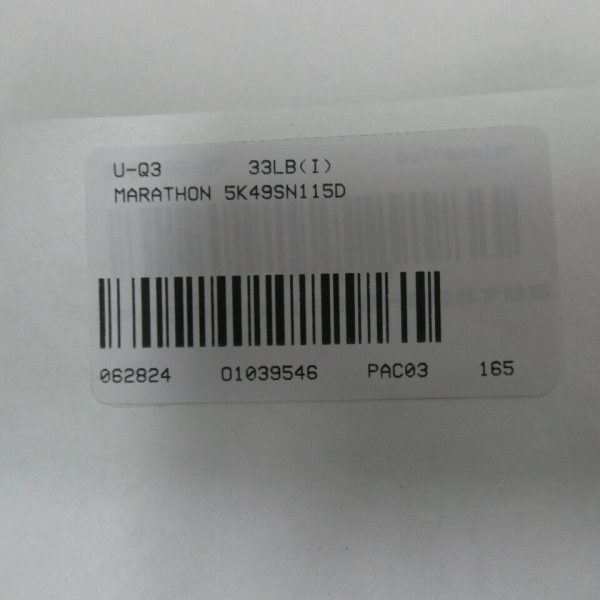 U-Q3 33LB(I)
MARATHON 5K49SN115D
062824 01039546 PAC03 165